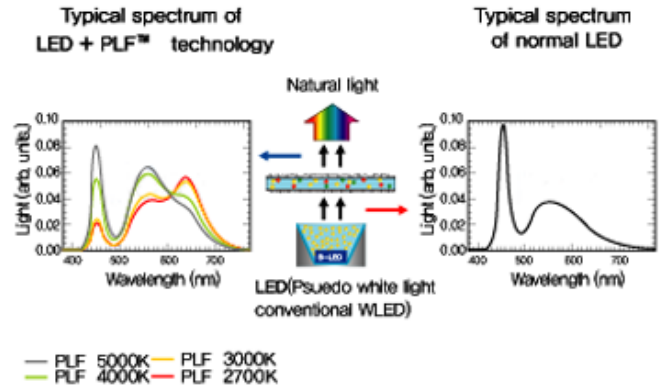 Typical spectrum of
LED + PLF™ technology
Typical spectrum
of normal LED
Natural light
0.10
0.08
0.06
0.04
0.02
0.00
Light (arb, units,)
400 500 600 700
Wavelength (nm)
B-LED
LED(Psuedo white light
conventional WLED)
0.10
0.08
0.06
0.04
0.02
0.00
Light (arb, units,)
400 500 600 700
Wavelength (nm)
PLF 5000K
PLF 3000K
PLF 4000K
PLF 2700K